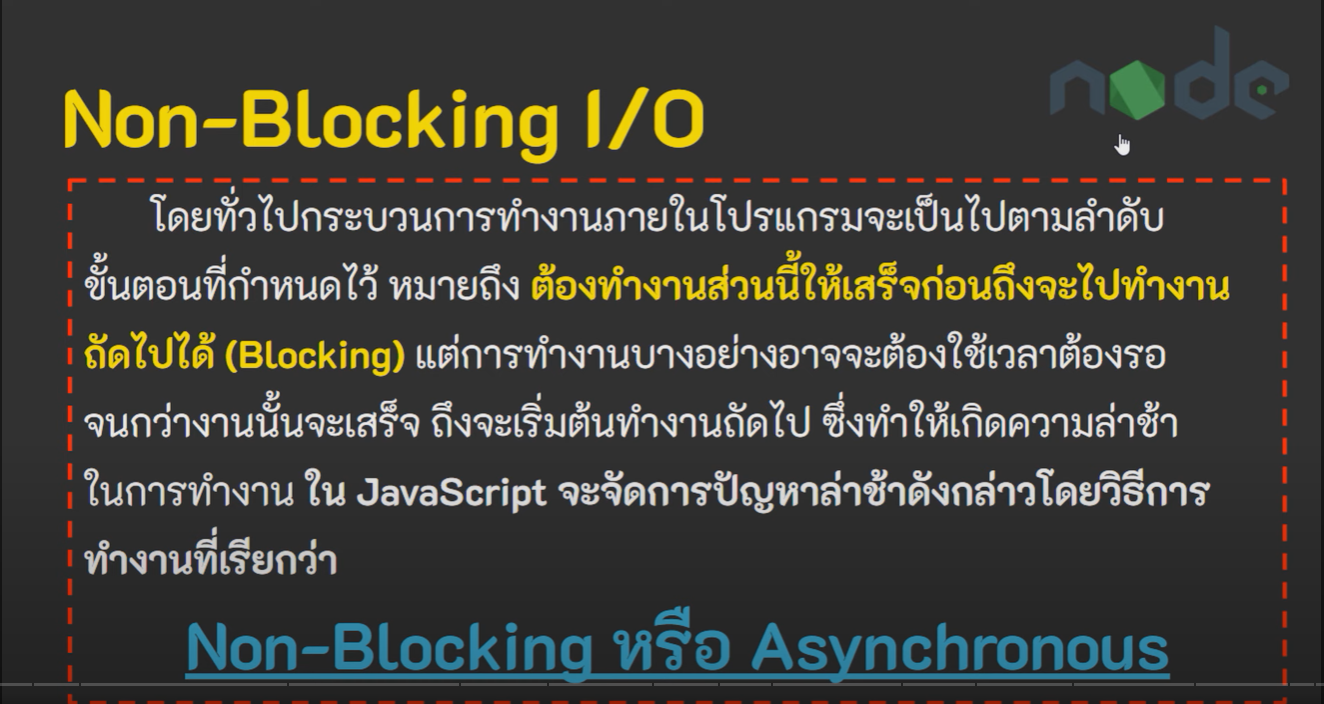 node
Non-Blocking I/O
โดยทั่วไปกระบวนการทำงานภายในโปรแกรมจะเป็นไปตามลำดับ
ขั้นตอนที่กำหนดไว้ หมายถึง ต้องทำงานส่วนนี้ให้เสร็จก่อนถึงจะไปทำงาน
ถัดไปได้ (Blocking) แต่การทำงานบางอย่างอาจจะต้องใช้เวลาต้องรอ
จนกว่างานนั้นจะเสร็จ ถึงจะเริ่มต้นทำงานถัดไป ซึ่งทำให้เกิดความล่าช้า
ในการทำงาน ใน JavaScript จะจัดการปัญหาล่าช้าดังกล่าวโดยวิธีการ
ทำงานที่เรียกว่า
Non-Blocking หรือ Asynchronous